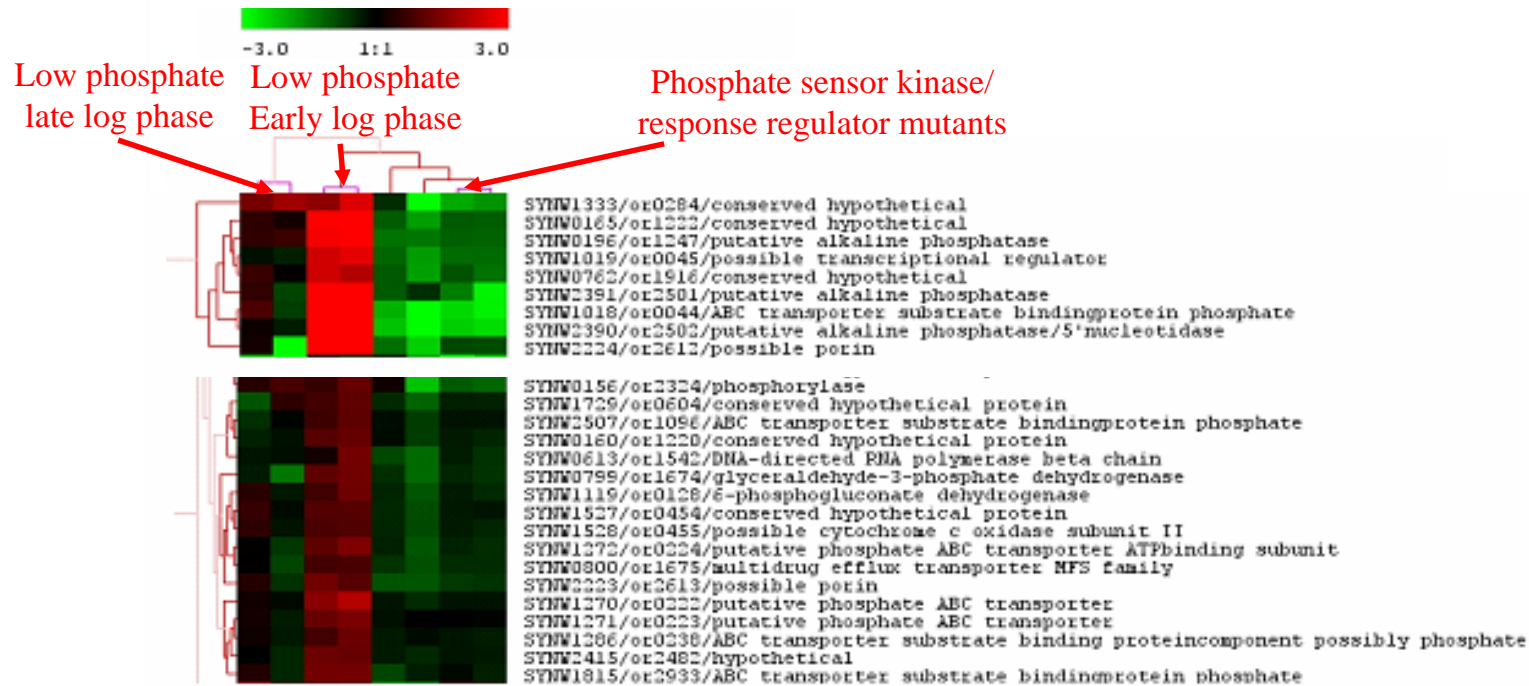 -3.0 1:1 3.0
Low phosphate
late log phase
Low phosphate
Early log phase
Phosphate sensor kinase/
response regulator mutants
SYNW1333/or0284/conserved hypothetical
SYNW0165/or1222/conserved hypothetical
SYNW0196/or1247/putative alkaline phosphatase
SYNW1019/or0045/possible transcriptional regulator
SYNW0762/or1916/conserved hypothetical
SYNW2391/or2501/putative alkaline phosphatase
SYNW1018/or0044/ABC transporter substrate bindingprotein phosphate
SYNW2390/or2502/putative alkaline phosphatase/5'nucleotidase
SYNW2224/or2612/possible porin
SYNW0156/or2324/phosphorylase
SYNW1729/or0604/conserved hypothetical protein
SYNW2507/or1096/ABC transporter substrate bindingprotein phosphate
SYNW0160/or1220/conserved hypothetical protein
SYNW0613/or1542/DNA-directed RNA polymerase beta chain
SYNW0799/or1674/glyceraldehyde-3-phosphate dehydrogenase
SYNW1119/or0128/6-phosphogluconate dehydrogenase
SYNW1527/or0454/conserved hypothetical protein
SYNW1528/or0455/possible cytochrome c oxidase subunit II
SYNW1272/or0224/putative phosphate ABC transporter ATPbinding subunit
SYNW0800/or1675/multidrug efflux transporter MFS family
SYNW2223/or2613/possible porin
SYNW1270/or0222/putative phosphate ABC transporter
SYNW1271/or0223/putative phosphate ABC transporter
SYNW1286/or0238/ABC transporter substrate binding proteincomponent possibly phosphate
SYNW2415/or2482/hypothetical
SYNW1815/or2933/ABC transporter substrate bindingprotein phosphate